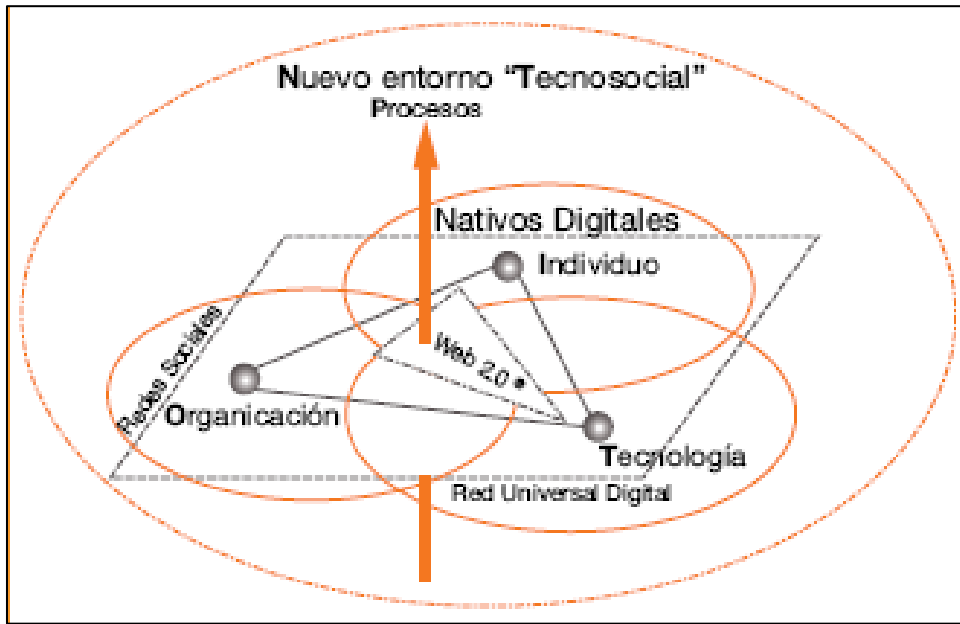 Nuevo entorno “Tecnosocial”
Procesos
Nativos Digitales
Individuo
Redes Sociales
Web 2.0
Organicación
Tecnología
Red Universal Digital